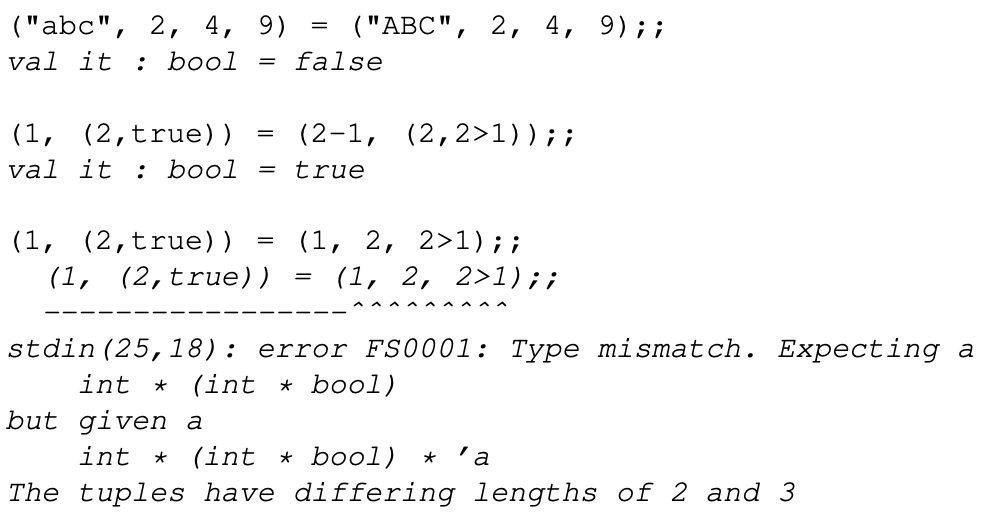 ("abc", 2, 4, 9) = ("ABC", 2, 4, 9);;
val it : bool = false
(1, (2,true)) = (2-1, (2,2>1));;
val it : bool = true
(1, (2,true)) = (1, 2, 2>1);;
(1, (2,true)) = (1, 2, 2>1);;
-----------------^^^^^^^^^
stdin(25,18): error FS0001: Type mismatch. Expecting a
int * (int * bool)
but given a
int * (int * bool) * 'a
The tuples have differing lengths of 2 and 3